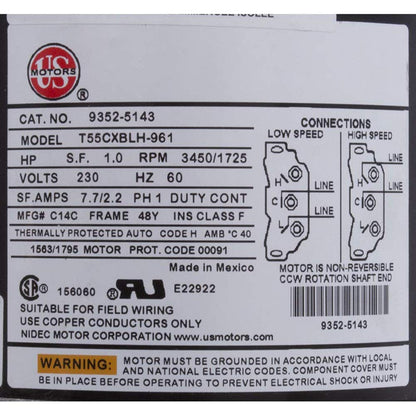 US
MOTORS
®
CAT. NO. 9352-5143
MODEL T55CXBLH-961
HP S.F. 1.0 RPM 3450/1725
VOLTS 230 HZ 60
SF.AMPS 7.7/2.2 PH 1 DUTY CONT
MFG# C14C FRAME 48Y INS CLASS F
THERMALLY PROTECTED AUTO CODE H AMB °C 40
1563/1795 MOTOR PROT. CODE 00091
Made in Mexico
CONNECTIONS
LOW SPEED HIGH SPEED
H
LINE LINE
C
LINE LINE
L
MOTOR IS NON-REVERSIBLE
CCW ROTATION SHAFT END
9352-5143
156060 E22922
SUITABLE FOR FIELD WIRING
USE COPPER CONDUCTORS ONLY
NIDEC MOTOR CORPORATION www.usmotors.com
WARNING: MOTOR MUST BE GROUNDED IN ACCORDANCE WITH LOCAL
AND NATIONAL ELECTRIC CODES. COMPONENT COVER MUST
BE IN PLACE BEFORE OPERATING TO PREVENT ELECTRICAL SHOCK OR INJURY.